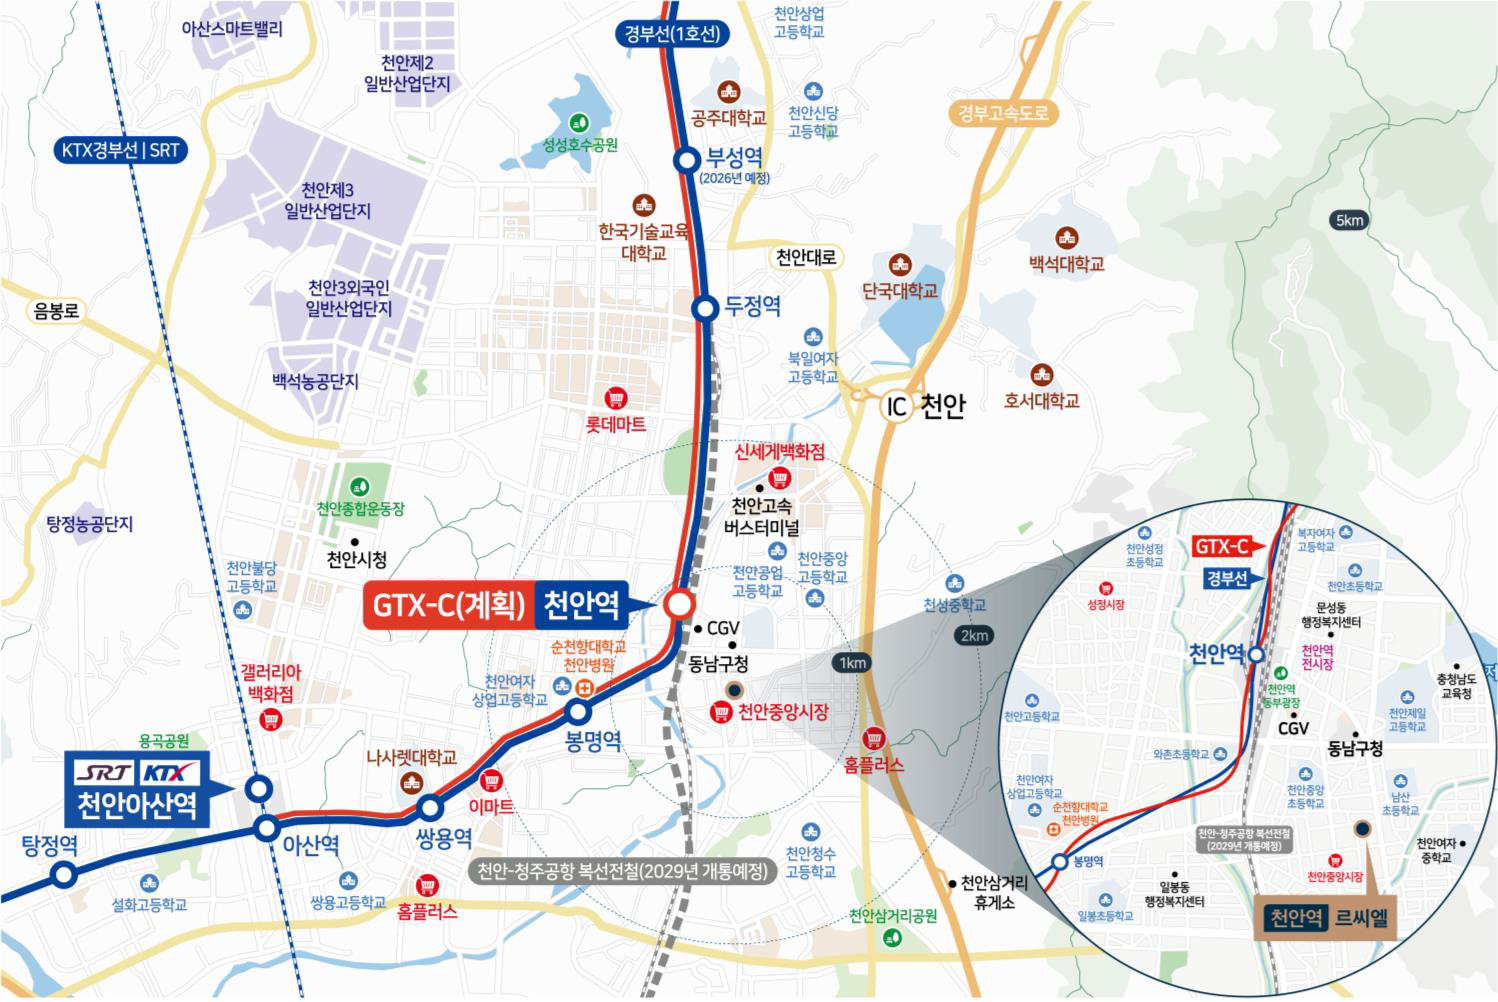 아산스마트밸리
천안제2
일반산업단지
경부선(1호선)
천안상업
고등학교
공주대학교
천안신당
고등학교
경부고속도로
KTX경부선 | SRT
성성호수공원
부성역
(2026년 예정)
천안제3
일반산업단지
한국기술교육
대학교
5km
천안대로
백석대학교
단국대학교
음봉로
천안3외국인
일반산업단지
두정역
북일여자
고등학교
백석농공단지
IC 천안
호서대학교
롯데마트
신세계백화점
천안고속
버스터미널
천안종합운동장
탕정농공단지
천안시청
천안불당
고등학교
천안공업
고등학교
천안중앙
고등학교
천성중학교
GTX-C(계획) 천안역
CGV
2km
동남구청
1km
순천향대학교
천안병원
천안여자
상업고등학교
갤러리아
백화점
천안중앙시장
봉명역
용곡공원
나사렛대학교
홈플러스
SRT KTX
천안아산역
이마트
탕정역
아산역
쌍용역
천안-청주공항 복선전철(2029년 개통예정)
천안청수
고등학교
설화고등학교
쌍용고등학교
홈플러스
천안삼거리
휴게소
천안삼거리공원
GTX-C
경부선
천안성정
초등학교
복자여자
고등학교
천안초등학교
성정시장
문성동
행정복지센터
천안역
천안역
전시장
충청남도
교육청
천안역
동부광장
천안고등학교
천안제일
고등학교
CGV
동남구청
와촌초등학교
천안여자
상업고등학교
천안중앙
초등학교
남산
초등학교
순천향대학교
천안병원
천안-청주공항 복선전철
(2029년 개통예정)
천안여자
중학교
봉명역
천안중앙시장
일봉동
행정복지센터
일봉초등학교
천안역 르씨엘